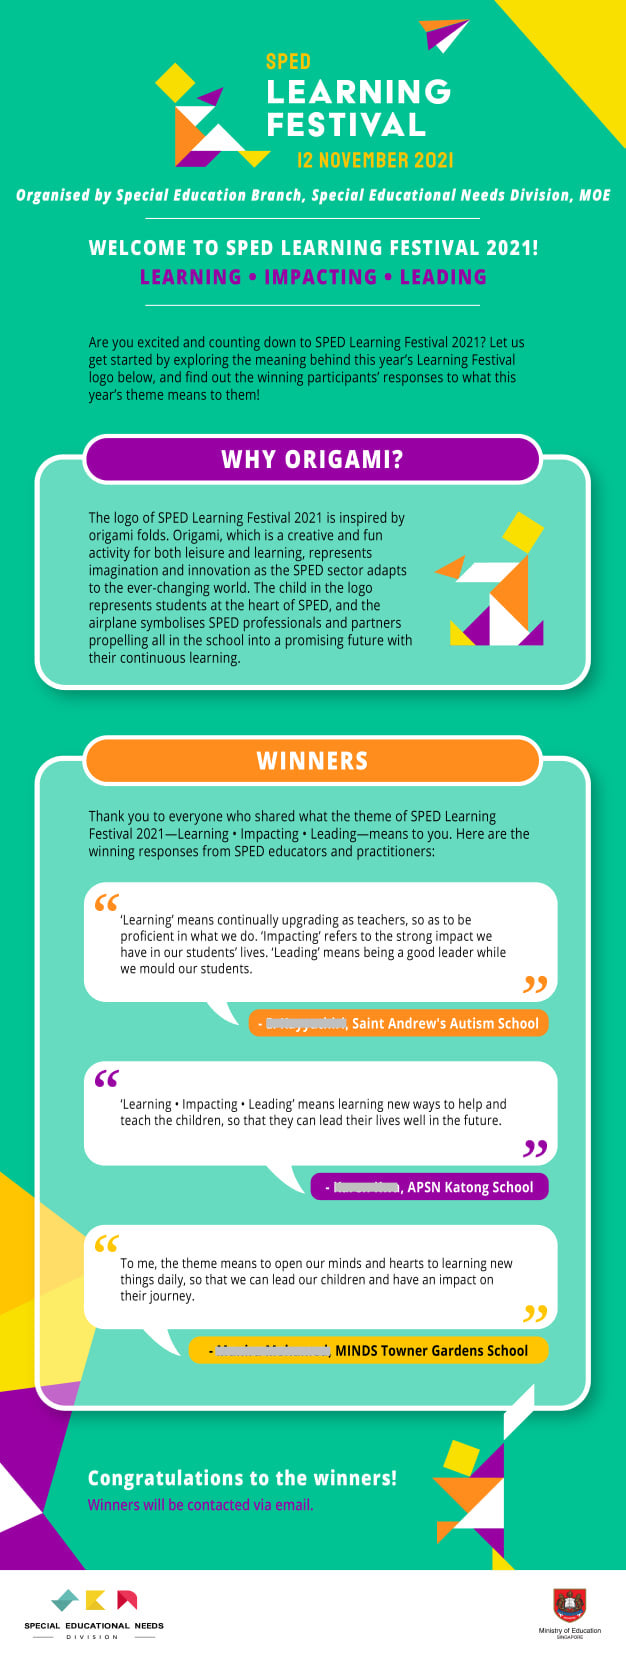 SPED
LEARNING
FESTIVAL
12 NOVEMBER 2021
Organised by Special Education Branch, Special Educational Needs Division, MOE
WELCOME TO SPED LEARNING FESTIVAL 2021!
LEARNING • IMPACTING • LEADING
Are you excited and counting down to SPED Learning Festival 2021? Let us
get started by exploring the meaning behind this year's Learning Festival
logo below, and find out the winning participants' responses to what this
year's theme means to them!
WHY ORIGAMI?
The logo of SPED Learning Festival 2021 is inspired by
origami folds. Origami, which is a creative and fun
activity for both leisure and learning, represents
imagination and innovation as the SPED sector adapts
to the ever-changing world. The child in the logo
represents students at the heart of SPED, and the
airplane symbolises SPED professionals and partners
propelling all in the school into a promising future with
their continuous learning.
WINNERS
Thank you to everyone who shared what the theme of SPED Learning
Festival 2021—Learning • Impacting • Leading—means to you. Here are the
winning responses from SPED educators and practitioners:
“
'Learning' means continually upgrading as teachers, so as to be
proficient in what we do. 'Impacting' refers to the strong impact we
have in our students' lives. 'Leading' means being a good leader while
we mould our students.
”
- , Saint Andrew's Autism School
“
'Learning • Impacting • Leading' means learning new ways to help and
teach the children, so that they can lead their lives well in the future.
”
- , APSN Katong School
“
To me, the theme means to open our minds and hearts to learning new
things daily, so that we can lead our children and have an impact on
their journey.
”
- , MINDS Towner Gardens School
Congratulations to the winners!
Winners will be contacted via email.
SPECIAL EDUCATIONAL NEEDS
DIVISION
Ministry of Education
SINGAPORE